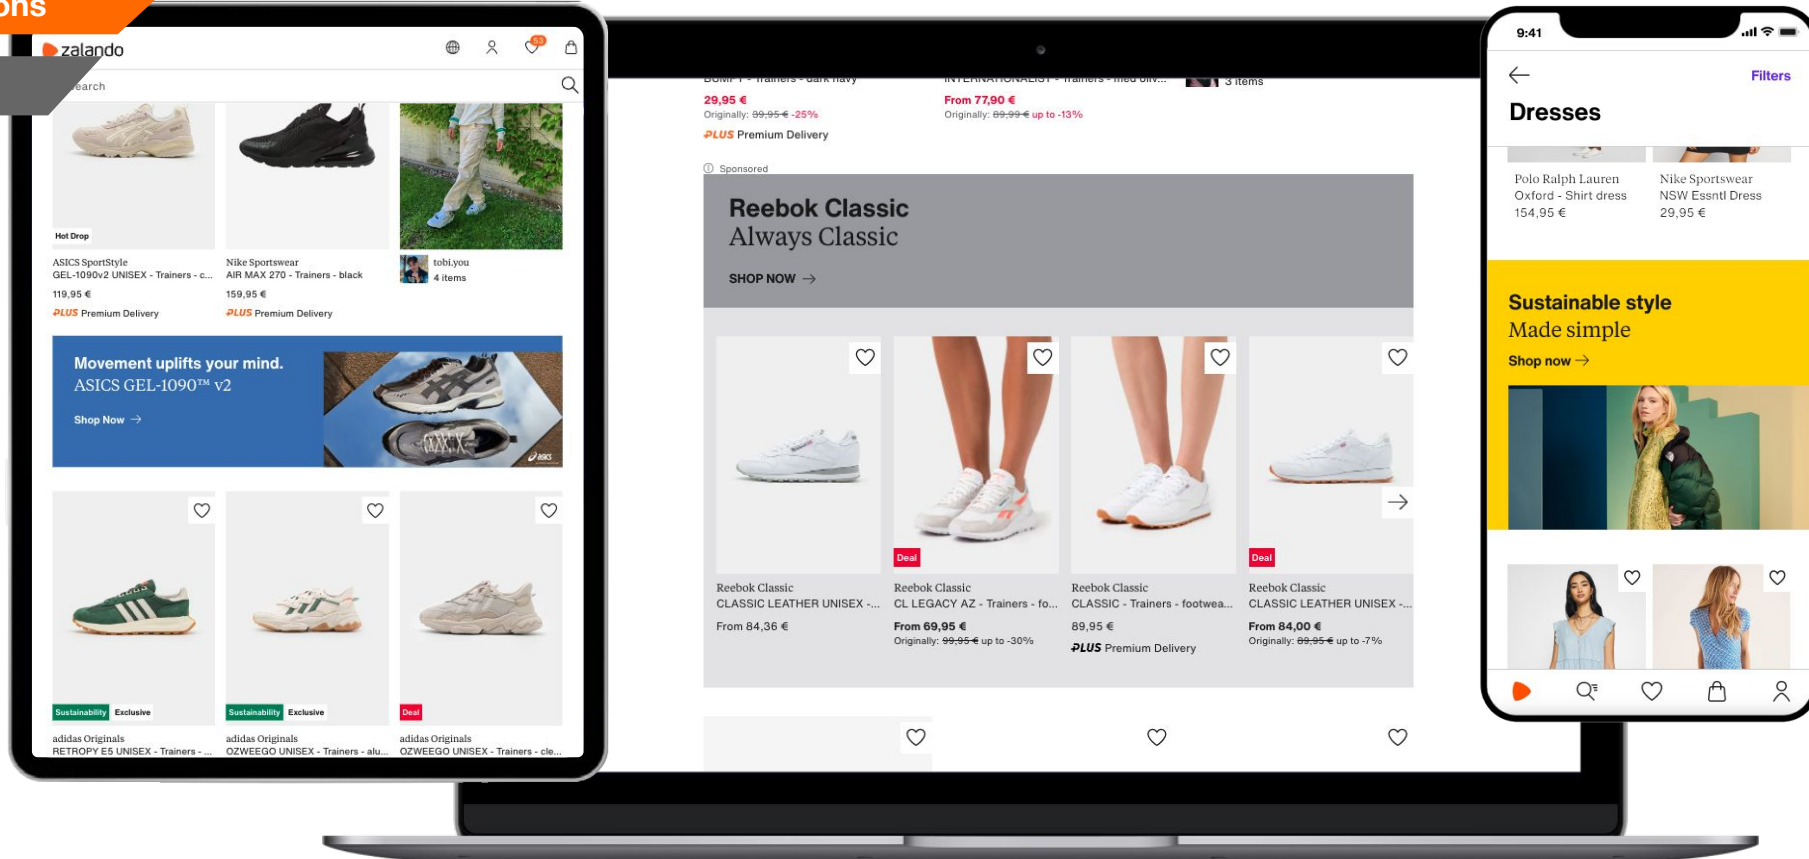 ons
zalando
53
earch
Hot Drop
ASICS SportStyle
GEL-1090v2 UNISEX - Trainers - c...
119,95 €
PLUS Premium Delivery
Nike Sportswear
AIR MAX 270 - Trainers - black
159,95 €
PLUS Premium Delivery
tobi.you
4 items
Movement uplifts your mind.
ASICS GEL-1090™ v2
Shop Now →
asics
Sustainability Exclusive
adidas Originals
RETROPY E5 UNISEX - Trainers - ...
Sustainability Exclusive
adidas Originals
OZWEEGO UNISEX - Trainers - alu...
Deal
adidas Originals
OZWEEGO UNISEX - Trainers - cle...
29,95 €
Originally: 39,95 € -25%
PLUS Premium Delivery
INTERNATIONALIST - Trainers - med oliv...
From 77,90 €
Originally: 89,99 € up to -13%
3 items
Sponsored
Reebok Classic
Always Classic
SHOP NOW →
Reebok Classic
CLASSIC LEATHER UNISEX -...
From 84,36 €
Deal
Reebok Classic
CL LEGACY AZ - Trainers - fo...
From 69,95 €
Originally: 99,95 € up to -30%
Reebok Classic
CLASSIC - Trainers - footwea...
89,95 €
PLUS Premium Delivery
Deal
Reebok Classic
CLASSIC LEATHER UNISEX -...
From 84,00 €
Originally: 89,95 € up to -7%
9:41
Filters
Dresses
Polo Ralph Lauren
Oxford - Shirt dress
154,95 €
Nike Sportswear
NSW Essntl Dress
29,95 €
Sustainable style
Made simple
Shop now →